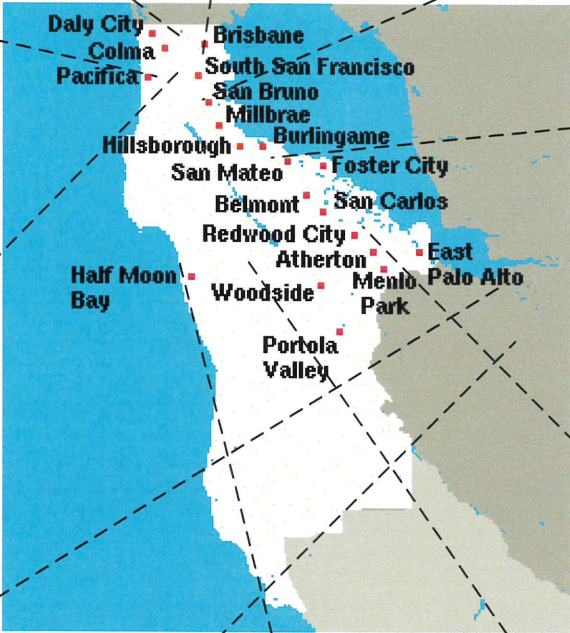 Daly City
Brisbane
Colma
South San Francisco
Pacifica
San Bruno
Millbrae
Burlingame
Hillsborough
Foster City
San Mateo
San Carlos
Belmont
Redwood City
East
Palo Alto
Atherton
Menlo
Park
Half Moon
Bay
Woodside
Portola
Valley